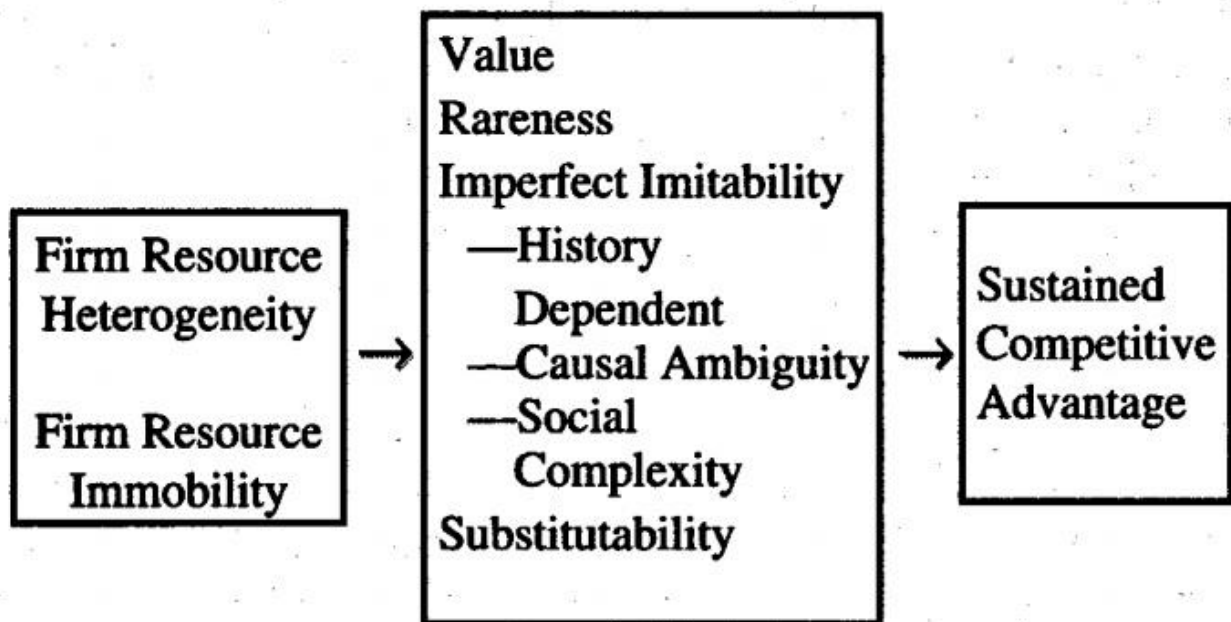 Firm Resource
Heterogeneity
Firm Resource
Immobility
Value
Rareness
Imperfect Imitability
—History
Dependent
—Causal Ambiguity
—Social
Complexity
Substitutability
Sustained
Competitive
Advantage